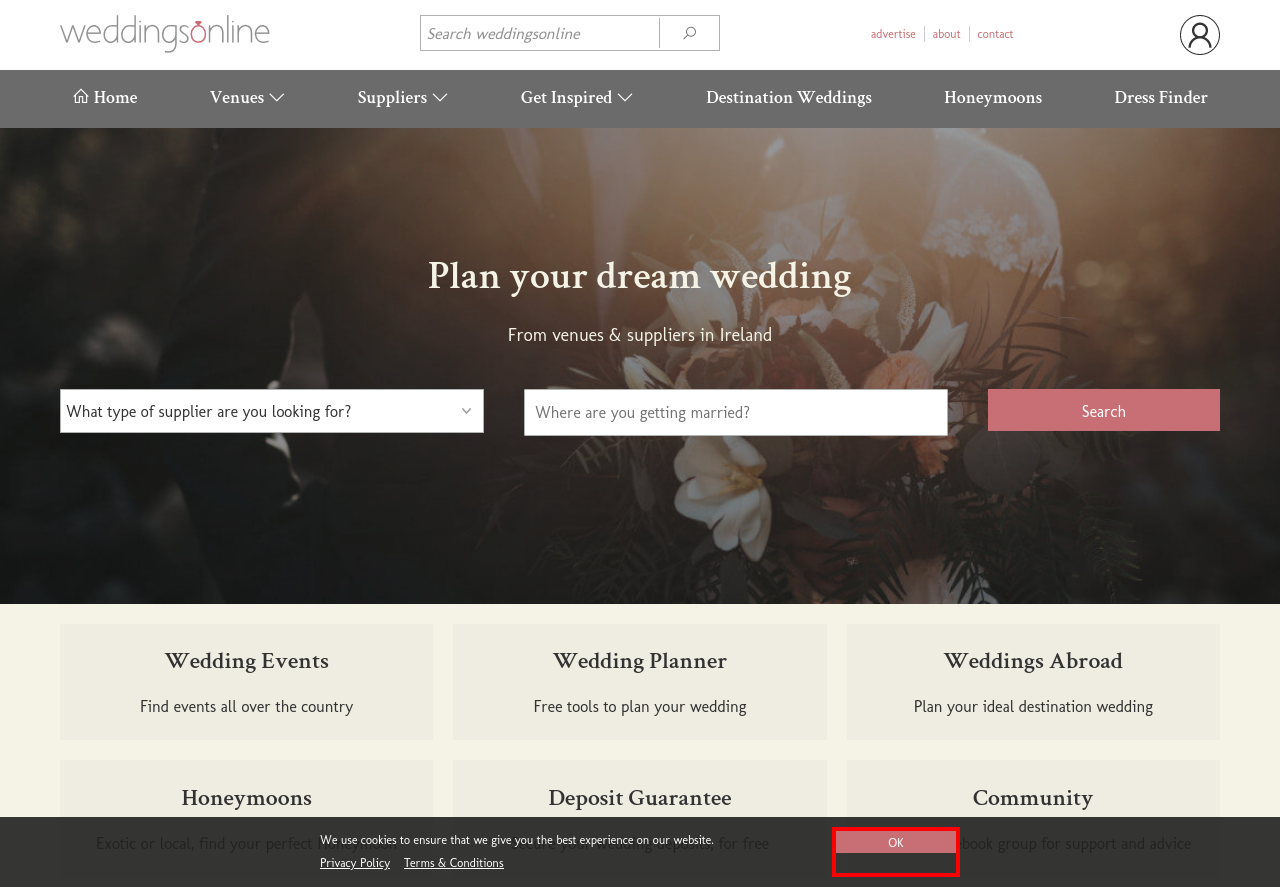 weddingsonline
Search weddingsonline
advertise about contact
Home Venues Suppliers Get Inspired Destination Weddings Honeymoons Dress Finder
Plan your dream wedding
From venues & suppliers in Ireland
What type of supplier are you looking for? Where are you getting married? Search
Wedding Events Wedding Planner Weddings Abroad
Find events all over the country Free tools to plan your wedding Plan your ideal destination wedding
Honeymoons Deposit Guarantee Community
Exotic or local, find your perfect wedding deposits, for free group for support and advice
We use cookies to ensure that we give you the best experience on our website. OK
Privacy Policy Terms & Conditions